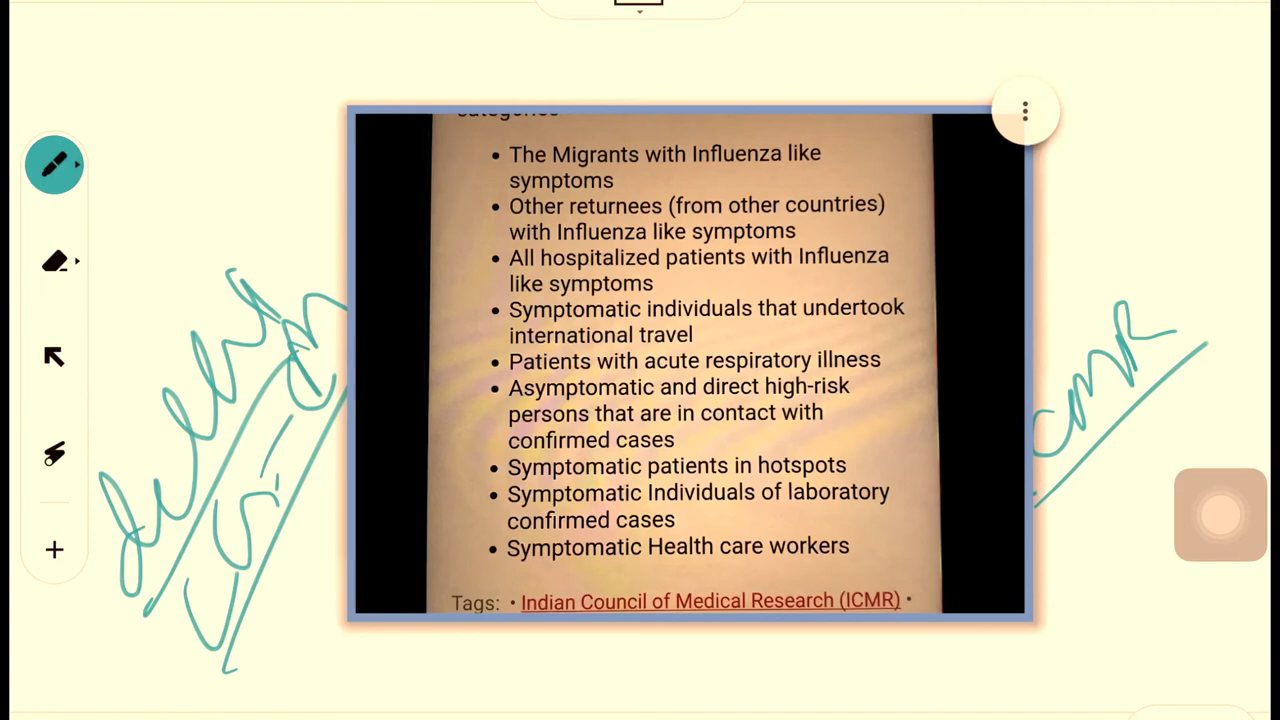 categories
• The Migrants with Influenza like
symptoms
• Other returnees (from other countries)
with Influenza like symptoms
• All hospitalized patients with Influenza
like symptoms
• Symptomatic individuals that undertook
international travel
• Patients with acute respiratory illness
• Asymptomatic and direct high-risk
persons that are in contact with
confirmed cases
• Symptomatic patients in hotspots
• Symptomatic Individuals of laboratory
confirmed cases
• Symptomatic Health care workers
Tags: • Indian Council of Medical Research (ICMR) •
CMR